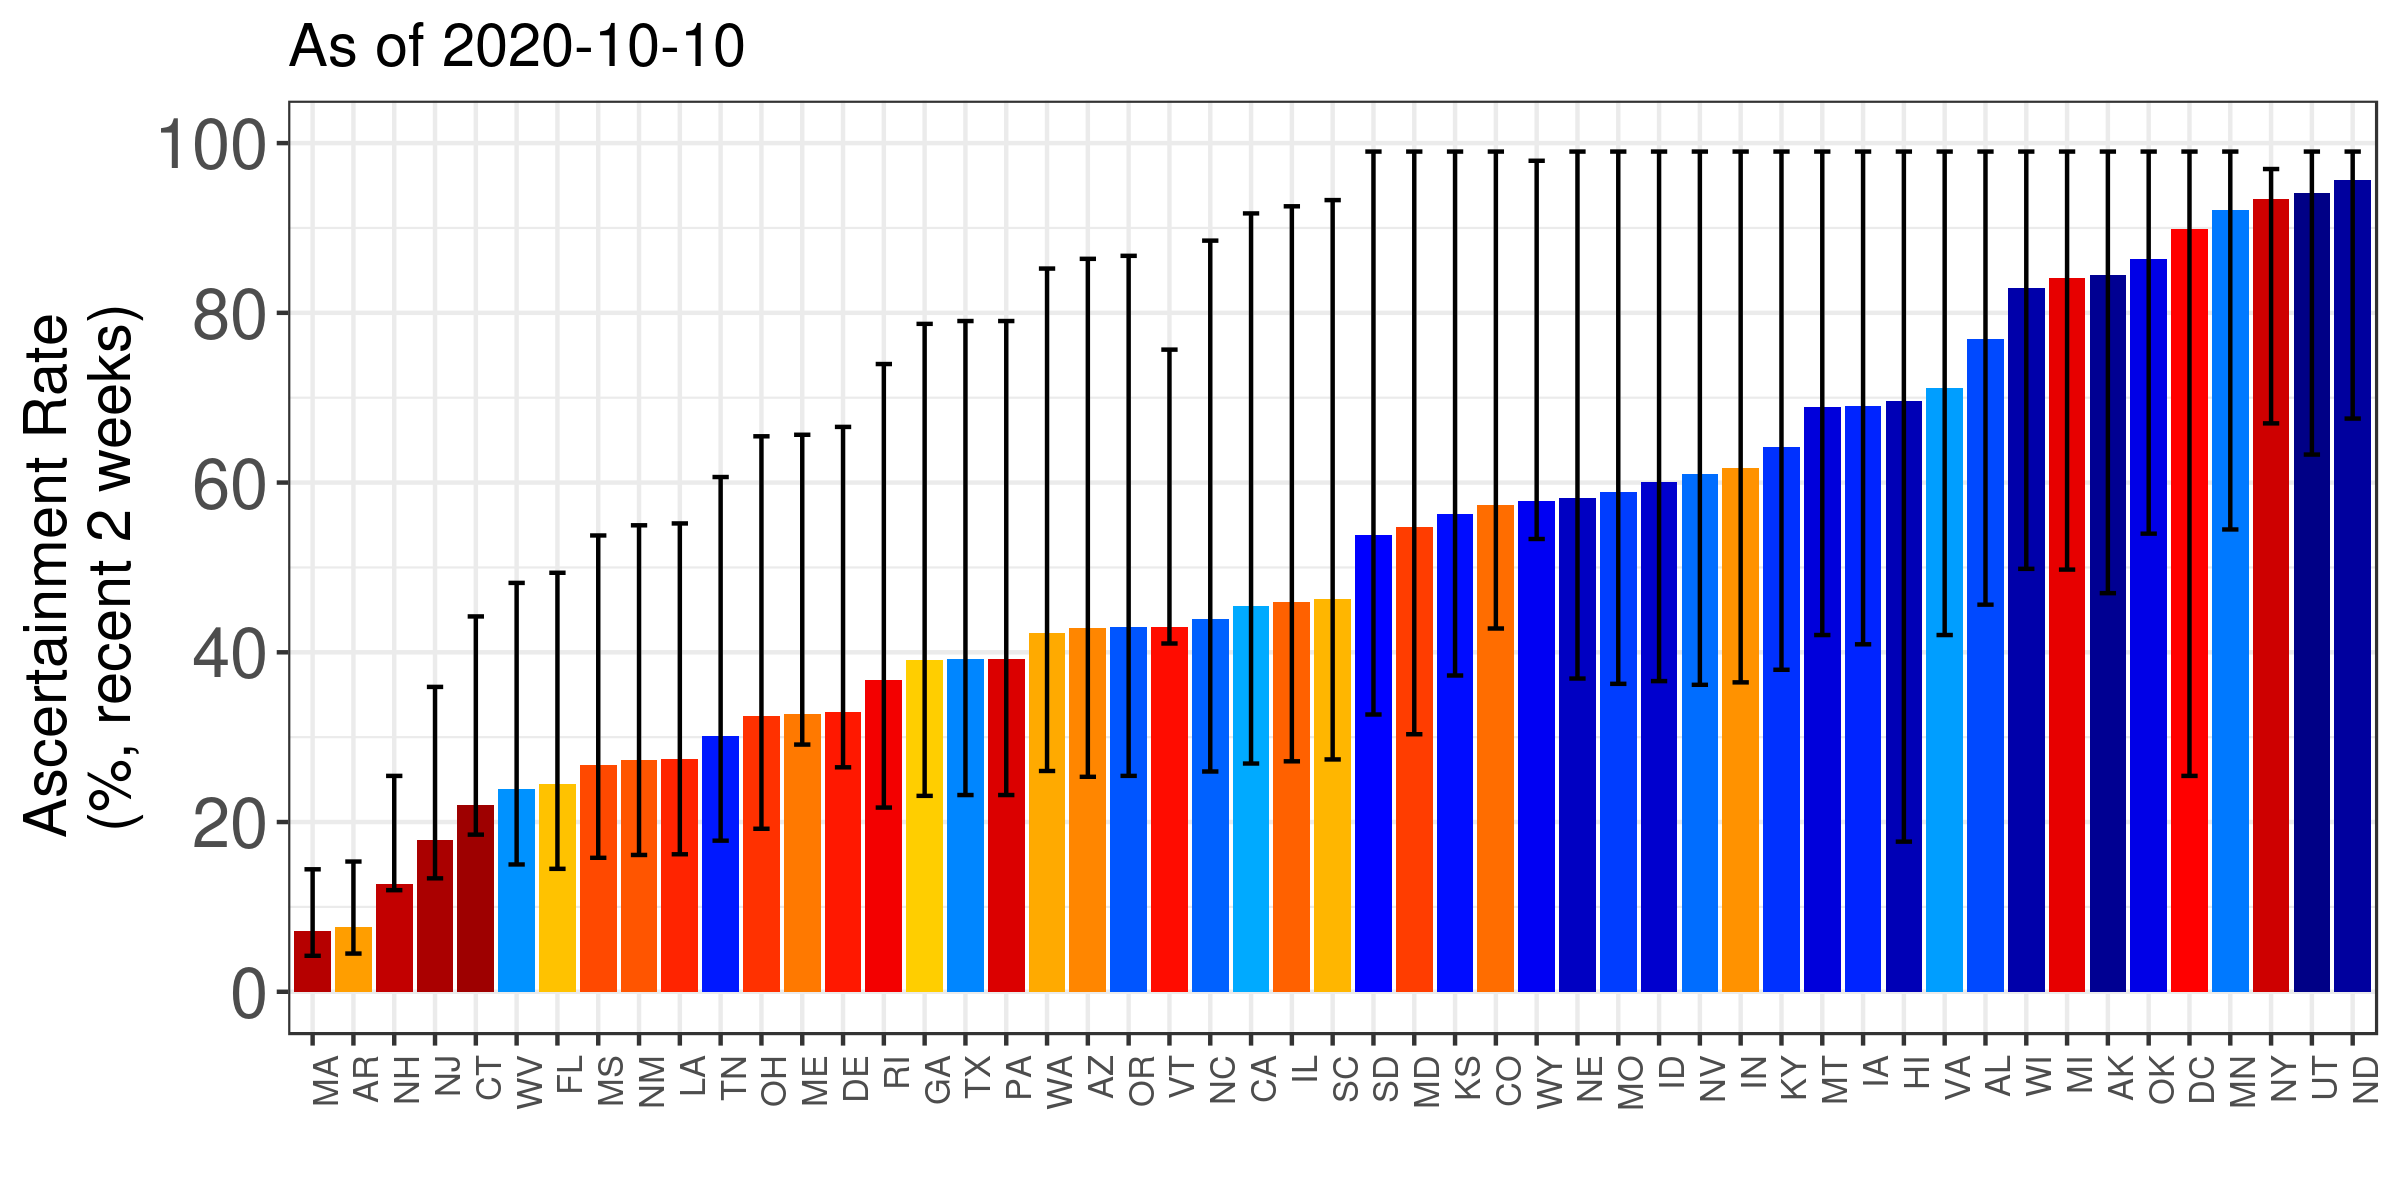 As of 2020-10-10
Ascertainment Rate
(%, recent 2 weeks)
100
80
60
40
20
0
MA AR NH NJ CT WV FL MS NM LA TN OH ME DE RI GA TX PA WA AZ OR VT NC CA IL SC SD MD KS CO WY NE MO ID NV IN KY MT IA HI VA AL WI MI AK OK DC MN NY UT ND